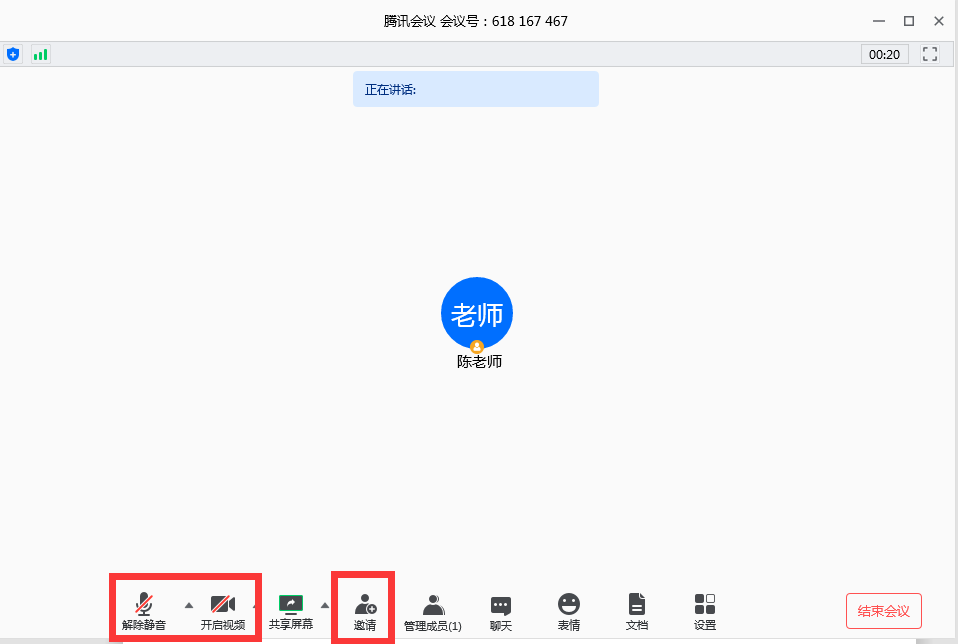 腾讯会议 会议号：618 167 467
00:20
正在讲话:
老师
陈老师
解除静音
开启视频
共享屏幕
邀请
管理成员(1)
聊天
表情
文档
设置
结束会议